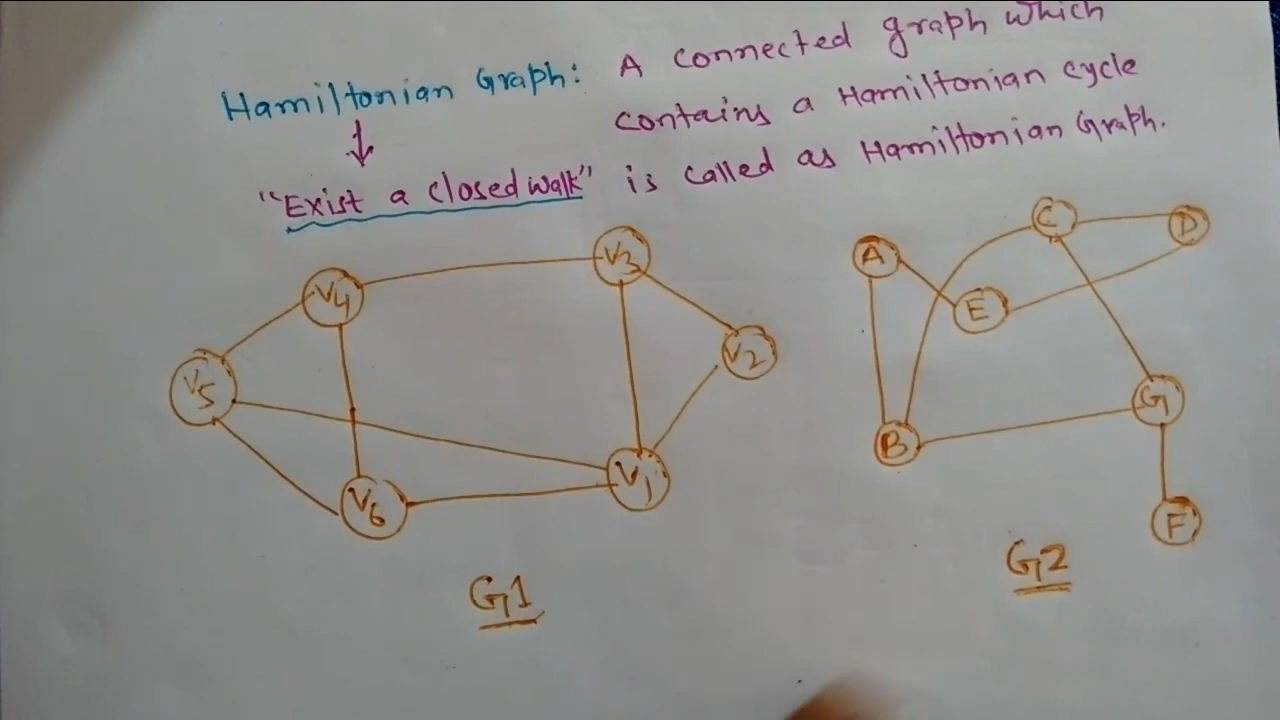 Hamiltonian Graph: A connected graph which
contains a Hamiltonian cycle
"Exist a closed walk" is called as Hamiltonian Graph.
V4
V3
V5
V2
V6
V1
G1
A
C
D
E
B
G
F
G2